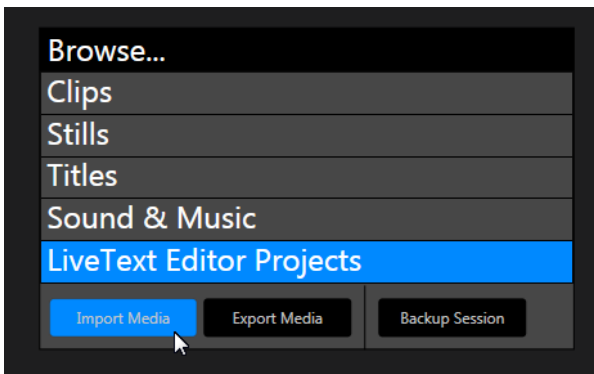 Browse...
Clips
Stills
Titles
Sound & Music
LiveText Editor Projects
Import Media Export Media Backup Session